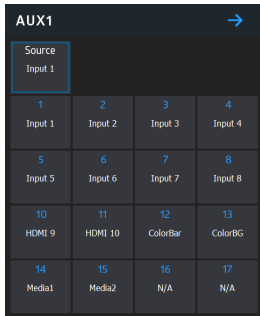 AUX1
Source
Input 1
1 2 3 4
Input 1 Input 2 Input 3 Input 4
5 6 7 8
Input 5 Input 6 Input 7 Input 8
10 11 12 13
HDMI 9 HDMI 10 ColorBar ColorBG
14 15 16 17
Media1 Media2 N/A N/A